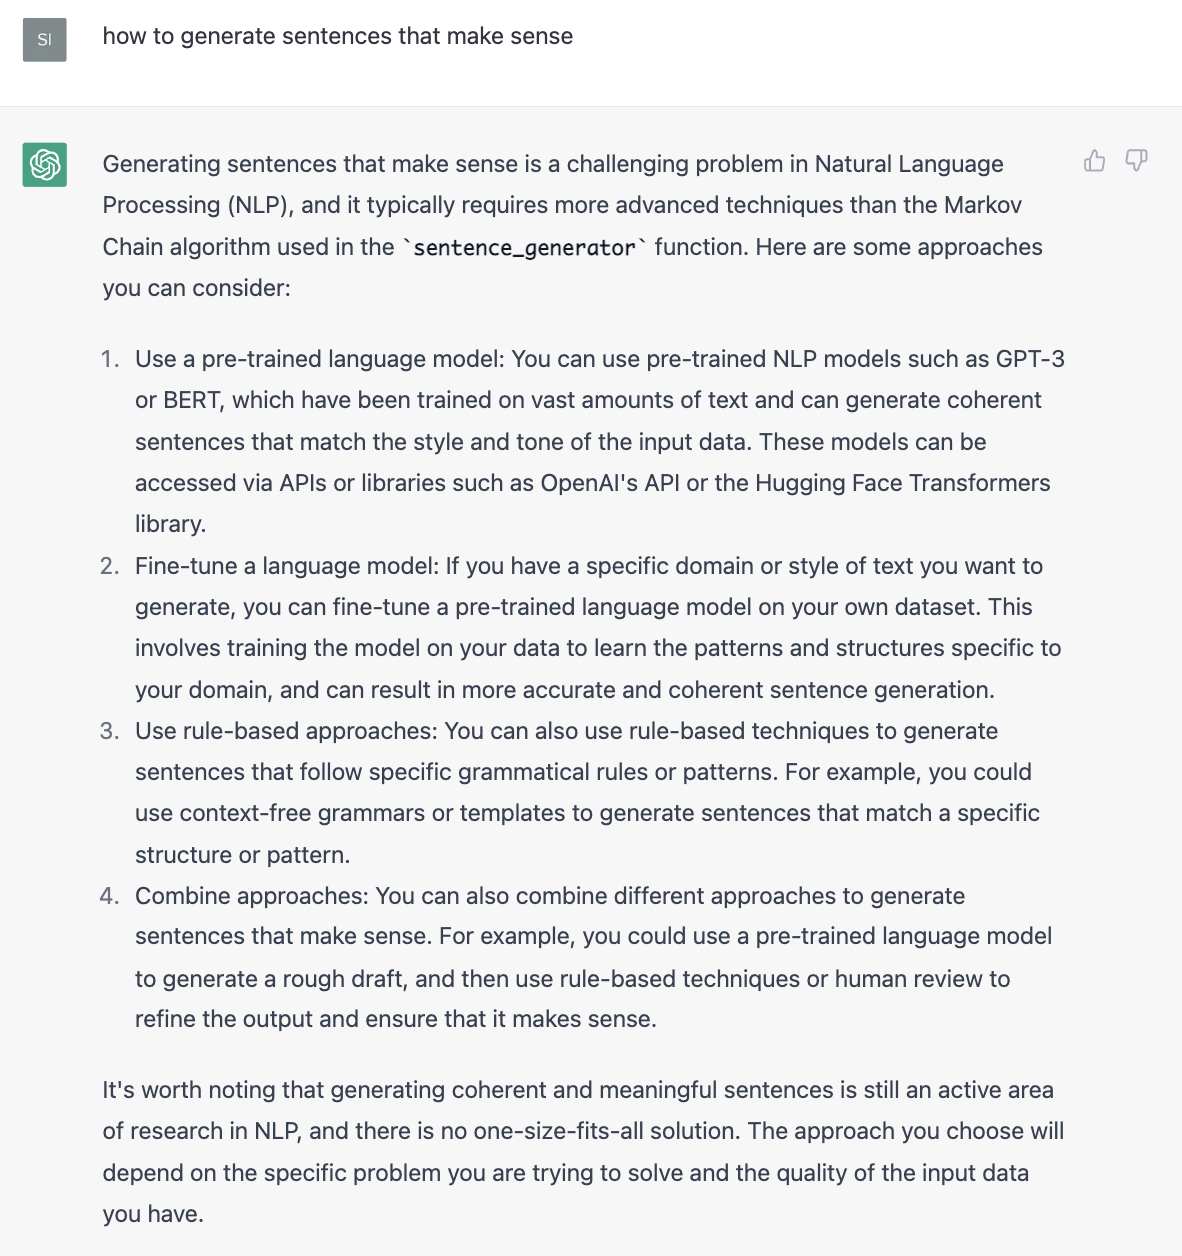 SI
how to generate sentences that make sense
Generating sentences that make sense is a challenging problem in Natural Language
Processing (NLP), and it typically requires more advanced techniques than the Markov
Chain algorithm used in the `sentence_generator` function. Here are some approaches
you can consider:
1. Use a pre-trained language model: You can use pre-trained NLP models such as GPT-3
or BERT, which have been trained on vast amounts of text and can generate coherent
sentences that match the style and tone of the input data. These models can be
accessed via APIs or libraries such as OpenAI's API or the Hugging Face Transformers
library.
2. Fine-tune a language model: If you have a specific domain or style of text you want to
generate, you can fine-tune a pre-trained language model on your own dataset. This
involves training the model on your data to learn the patterns and structures specific to
your domain, and can result in more accurate and coherent sentence generation.
3. Use rule-based approaches: You can also use rule-based techniques to generate
sentences that follow specific grammatical rules or patterns. For example, you could
use context-free grammars or templates to generate sentences that match a specific
structure or pattern.
4. Combine approaches: You can also combine different approaches to generate
sentences that make sense. For example, you could use a pre-trained language model
to generate a rough draft, and then use rule-based techniques or human review to
refine the output and ensure that it makes sense.
It's worth noting that generating coherent and meaningful sentences is still an active area
of research in NLP, and there is no one-size-fits-all solution. The approach you choose will
depend on the specific problem you are trying to solve and the quality of the input data
you have.